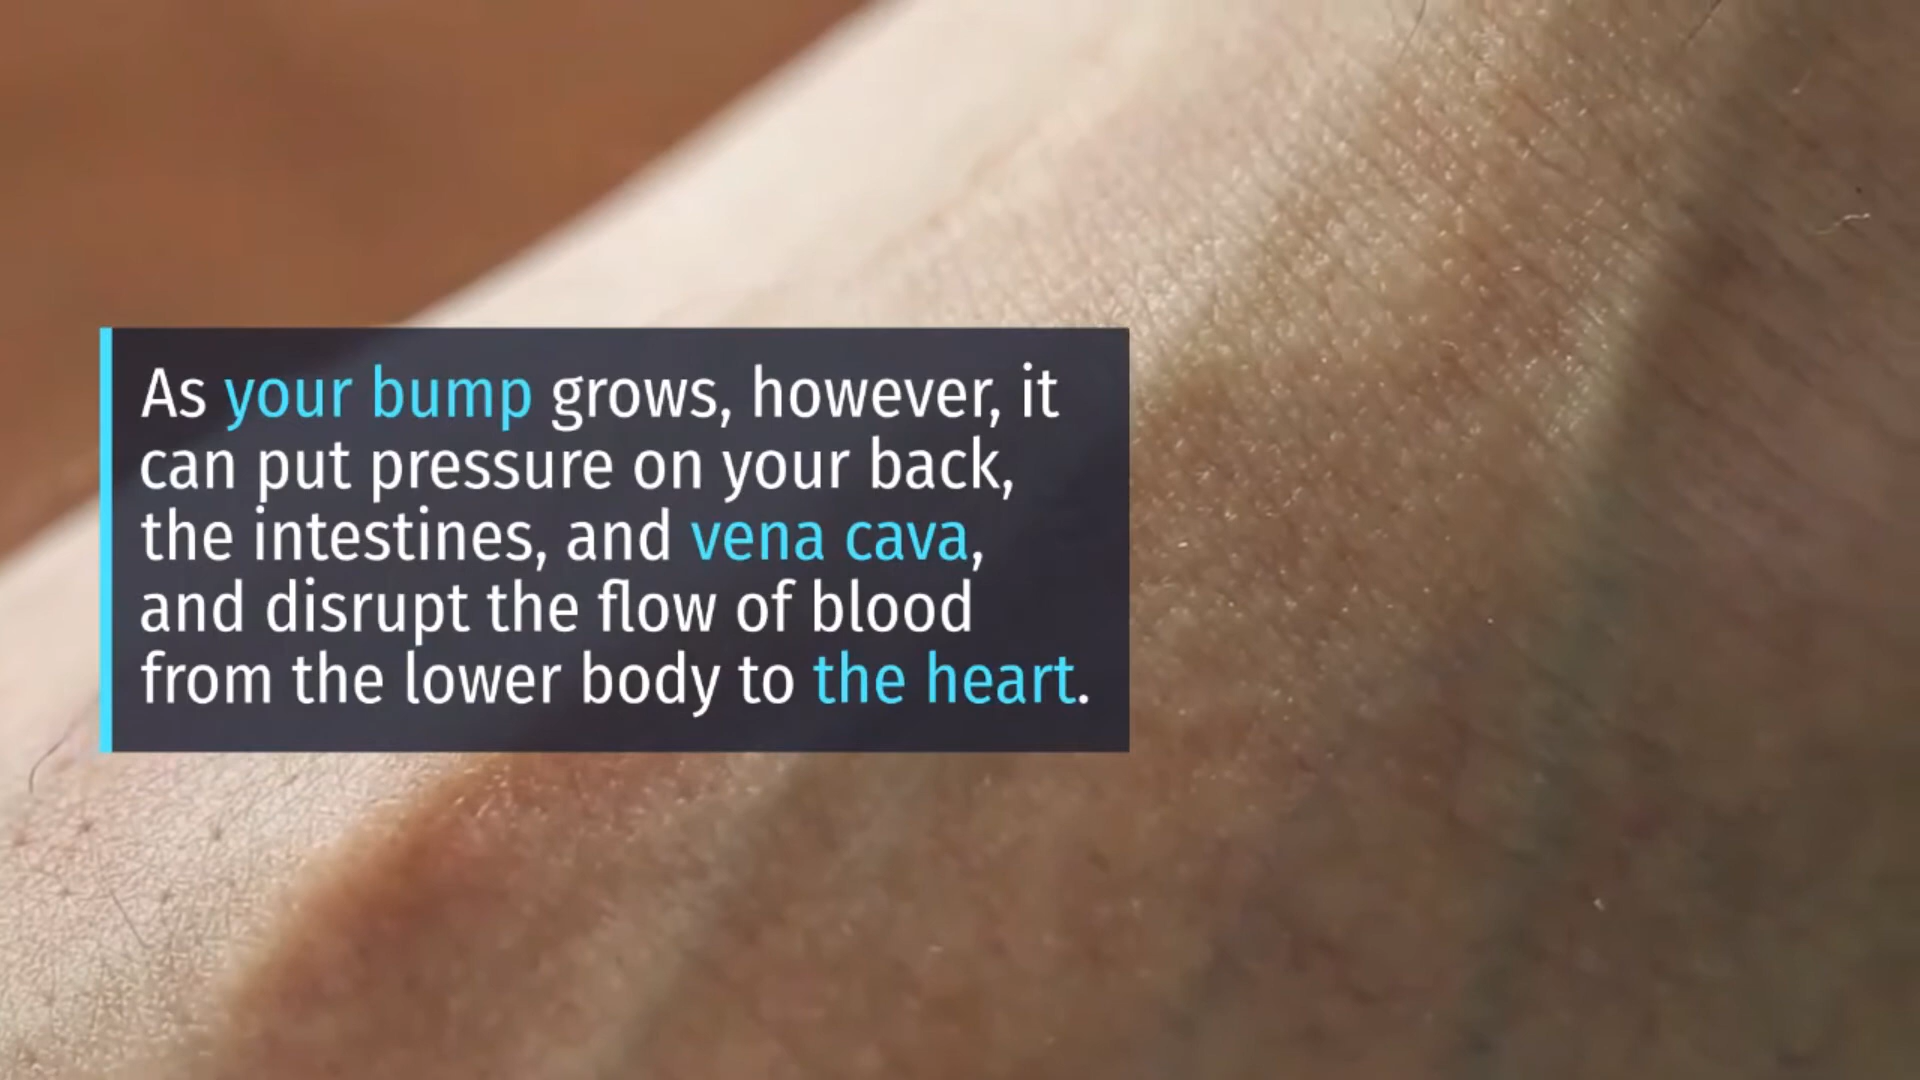 As your bump grows, however, it
can put pressure on your back,
the intestines, and vena cava,
and disrupt the flow of blood
from the lower body to the heart.